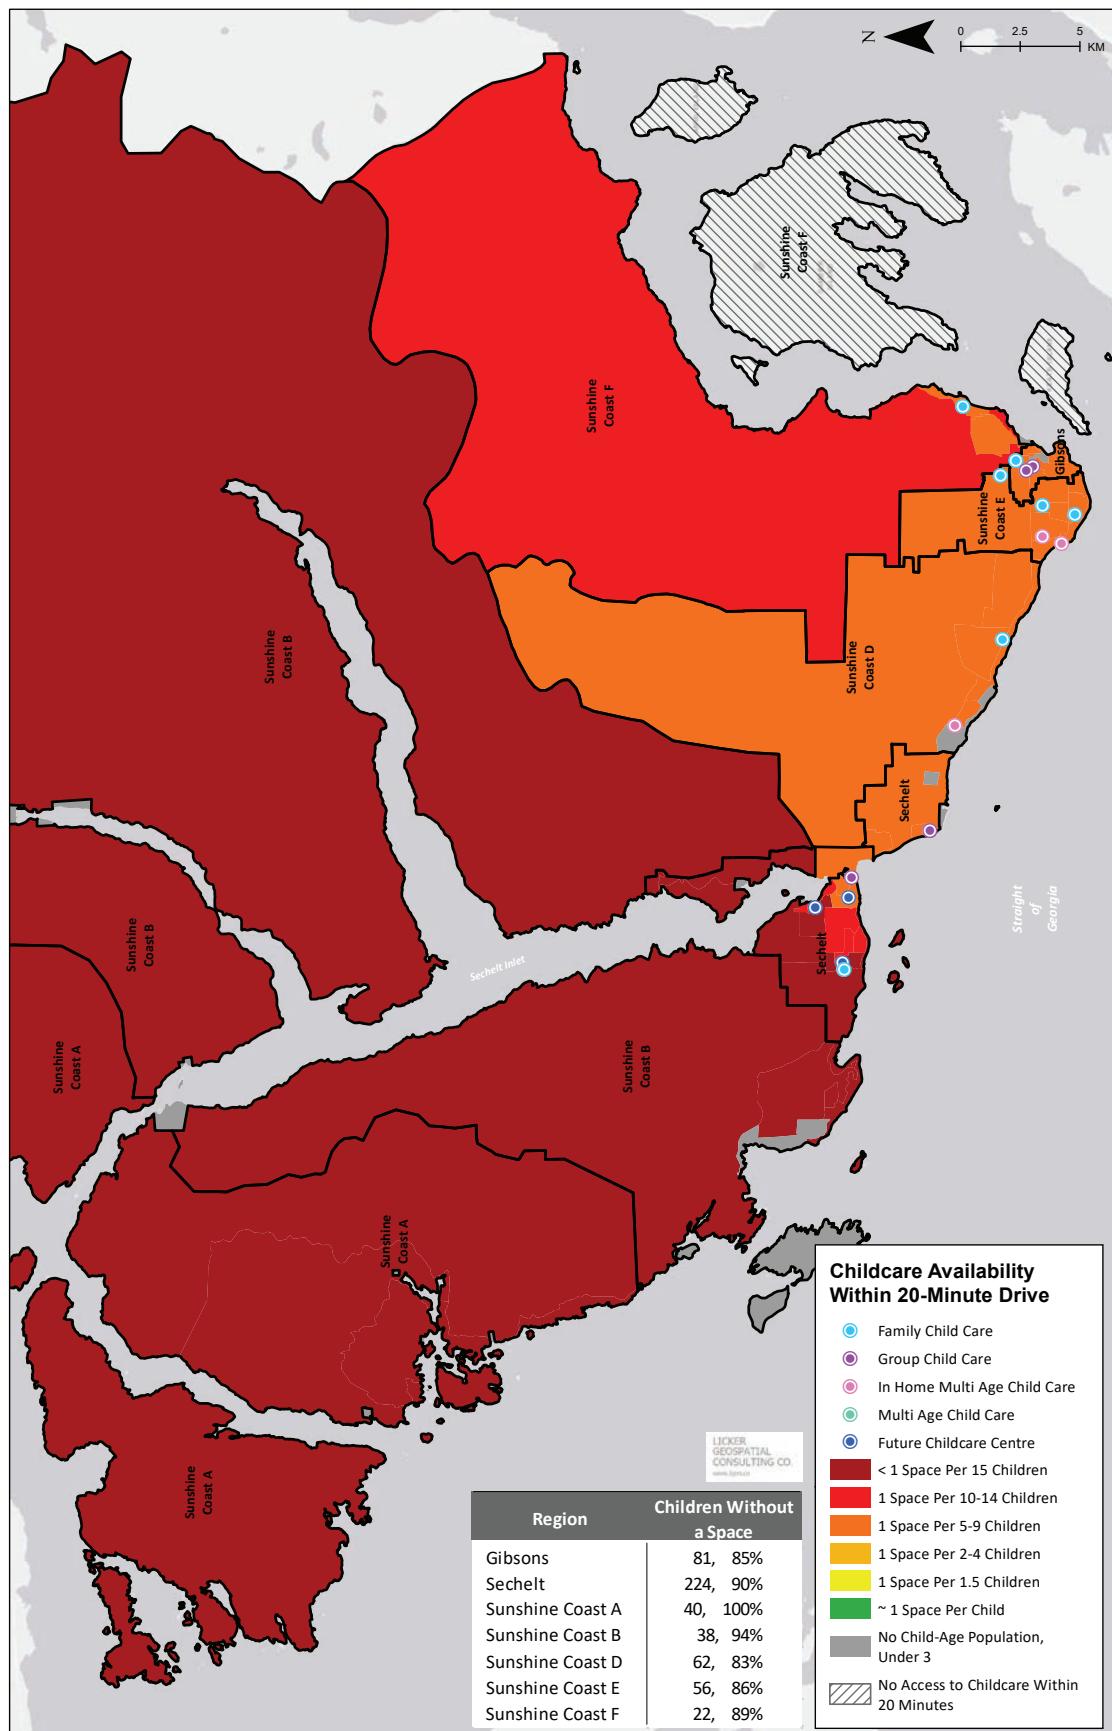 N
0 2.5 5
KM
Sunshine
Coast F
Sunshine
Coast F
Gibsons
Sunshine
Coast E
Sunshine
Coast B
Sunshine
Coast D
Sechelt
Straight
of
Georgia
Sunshine
Coast B
Sechelt
Sechelt Inlet
Sunshine
Coast A
Sunshine
Coast B
Sunshine
Coast A
Sunshine
Coast A
LICKER
GEOSPATIAL
CONSULTING CO.
Childcare Availability
Within 20-Minute Drive
Family Child Care
Group Child Care
In Home Multi Age Child Care
Multi Age Child Care
Future Childcare Centre
< 1 Space Per 15 Children
1 Space Per 10-14 Children
1 Space Per 5-9 Children
1 Space Per 2-4 Children
1 Space Per 1.5 Children
~ 1 Space Per Child
No Child-Age Population,
Under 3
No Access to Childcare Within
20 Minutes
Region Children Without
a Space
Gibsons 81, 85%
Sechelt 224, 90%
Sunshine Coast A 40, 100%
Sunshine Coast B 38, 94%
Sunshine Coast D 62, 83%
Sunshine Coast E 56, 86%
Sunshine Coast F 22, 89%